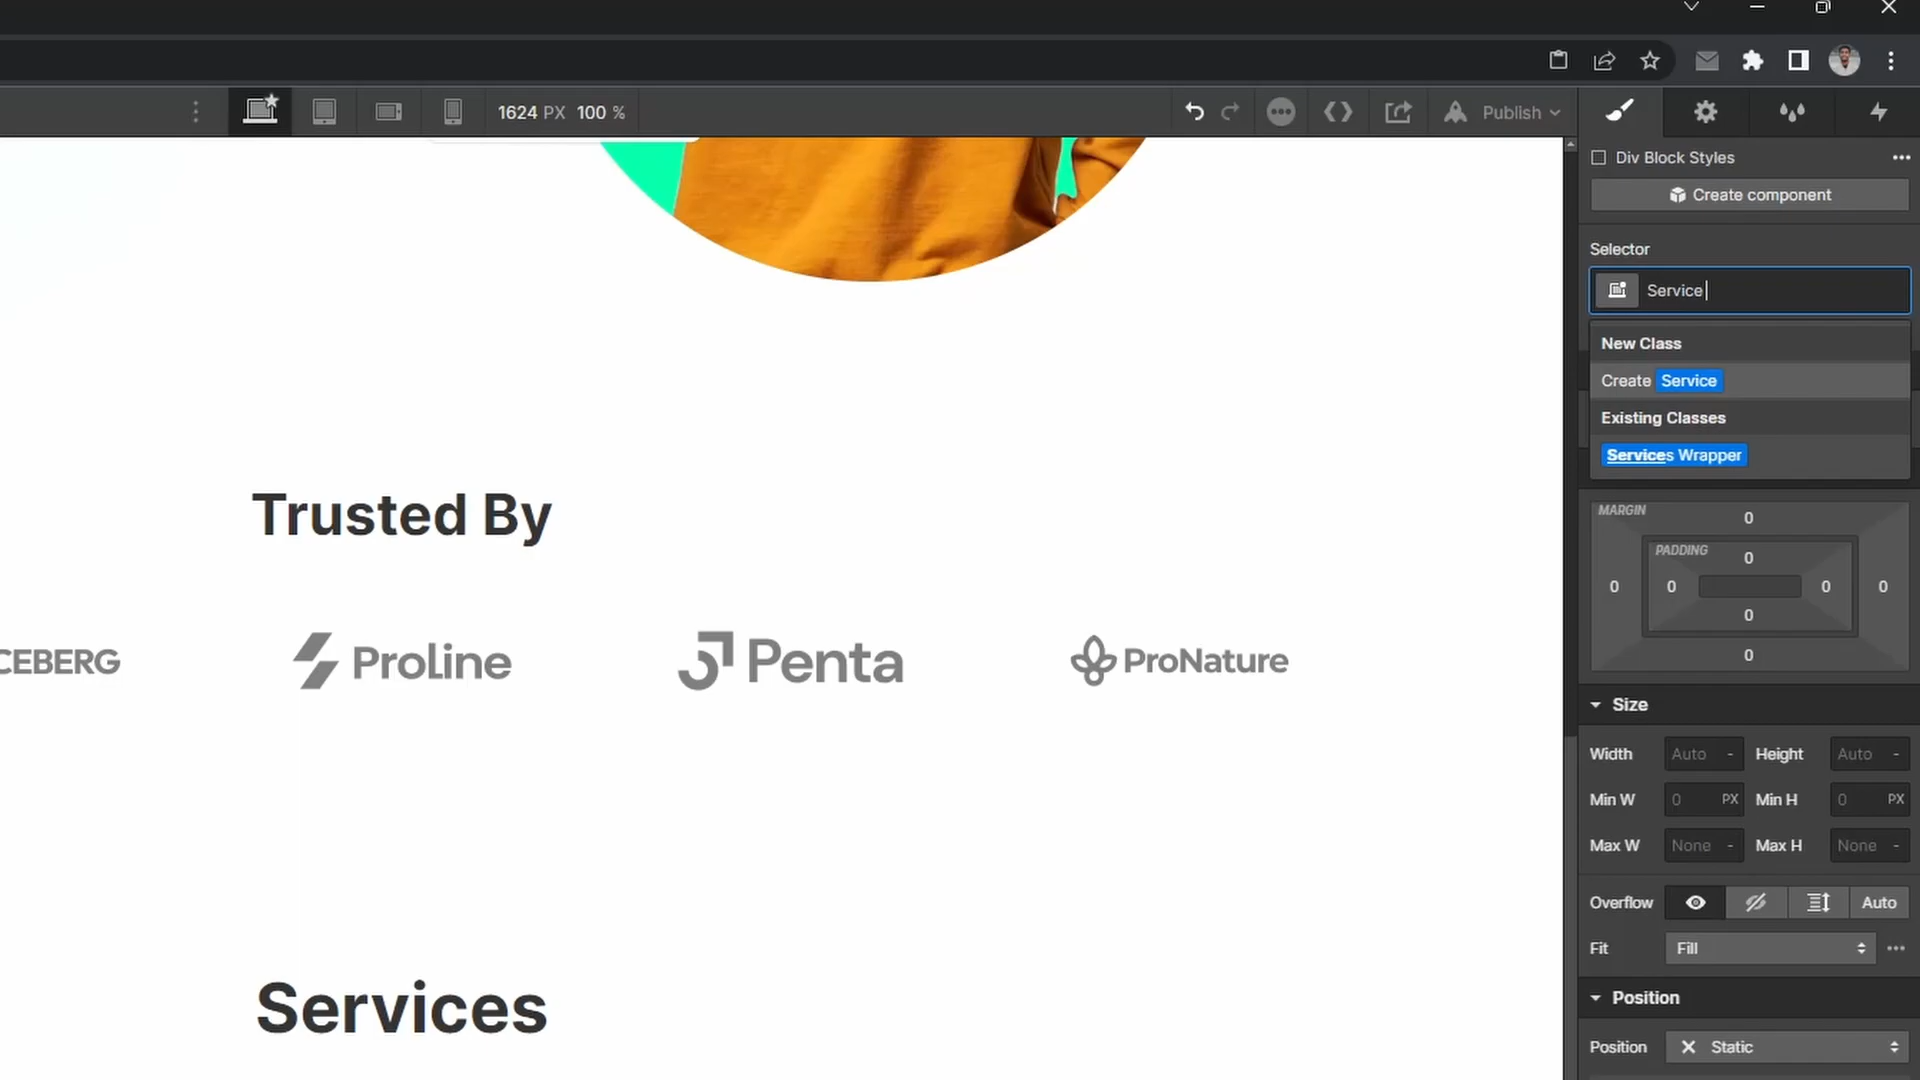 1624 PX 100 %
Publish
Div Block Styles
Create component
Selector
Service
New Class
Create Service
Existing Classes
Services Wrapper
MARGIN
0
PADDING
0
0 0 0 0
0
0
Size
Width Auto - Height Auto -
Min W 0 PX Min H 0 PX
Max W None - Max H None -
Overflow Auto
Fit Fill
Position
Position Static
Trusted By
CEBERG Proline Penta ProNature
Services